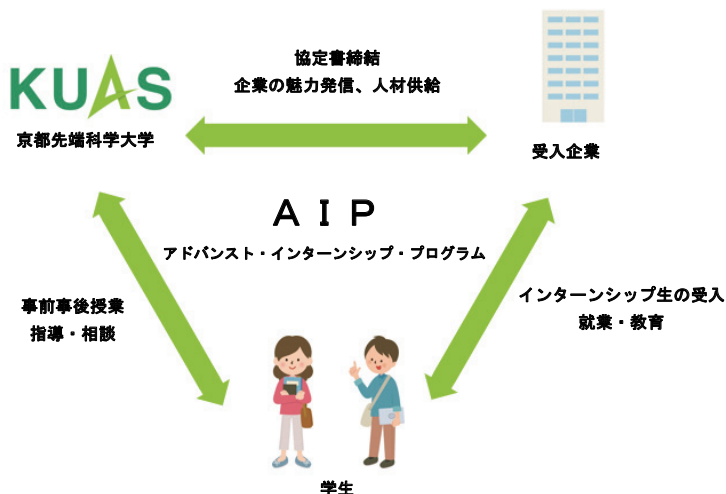 協定書締結
企業の魅力発信、人材供給
KUAS
京都先端科学大学
受入企業
AIP
アドバンスト・インターンシップ・プログラム
事前事後授業
指導・相談
インターンシップ生の受入
就業・教育
学生